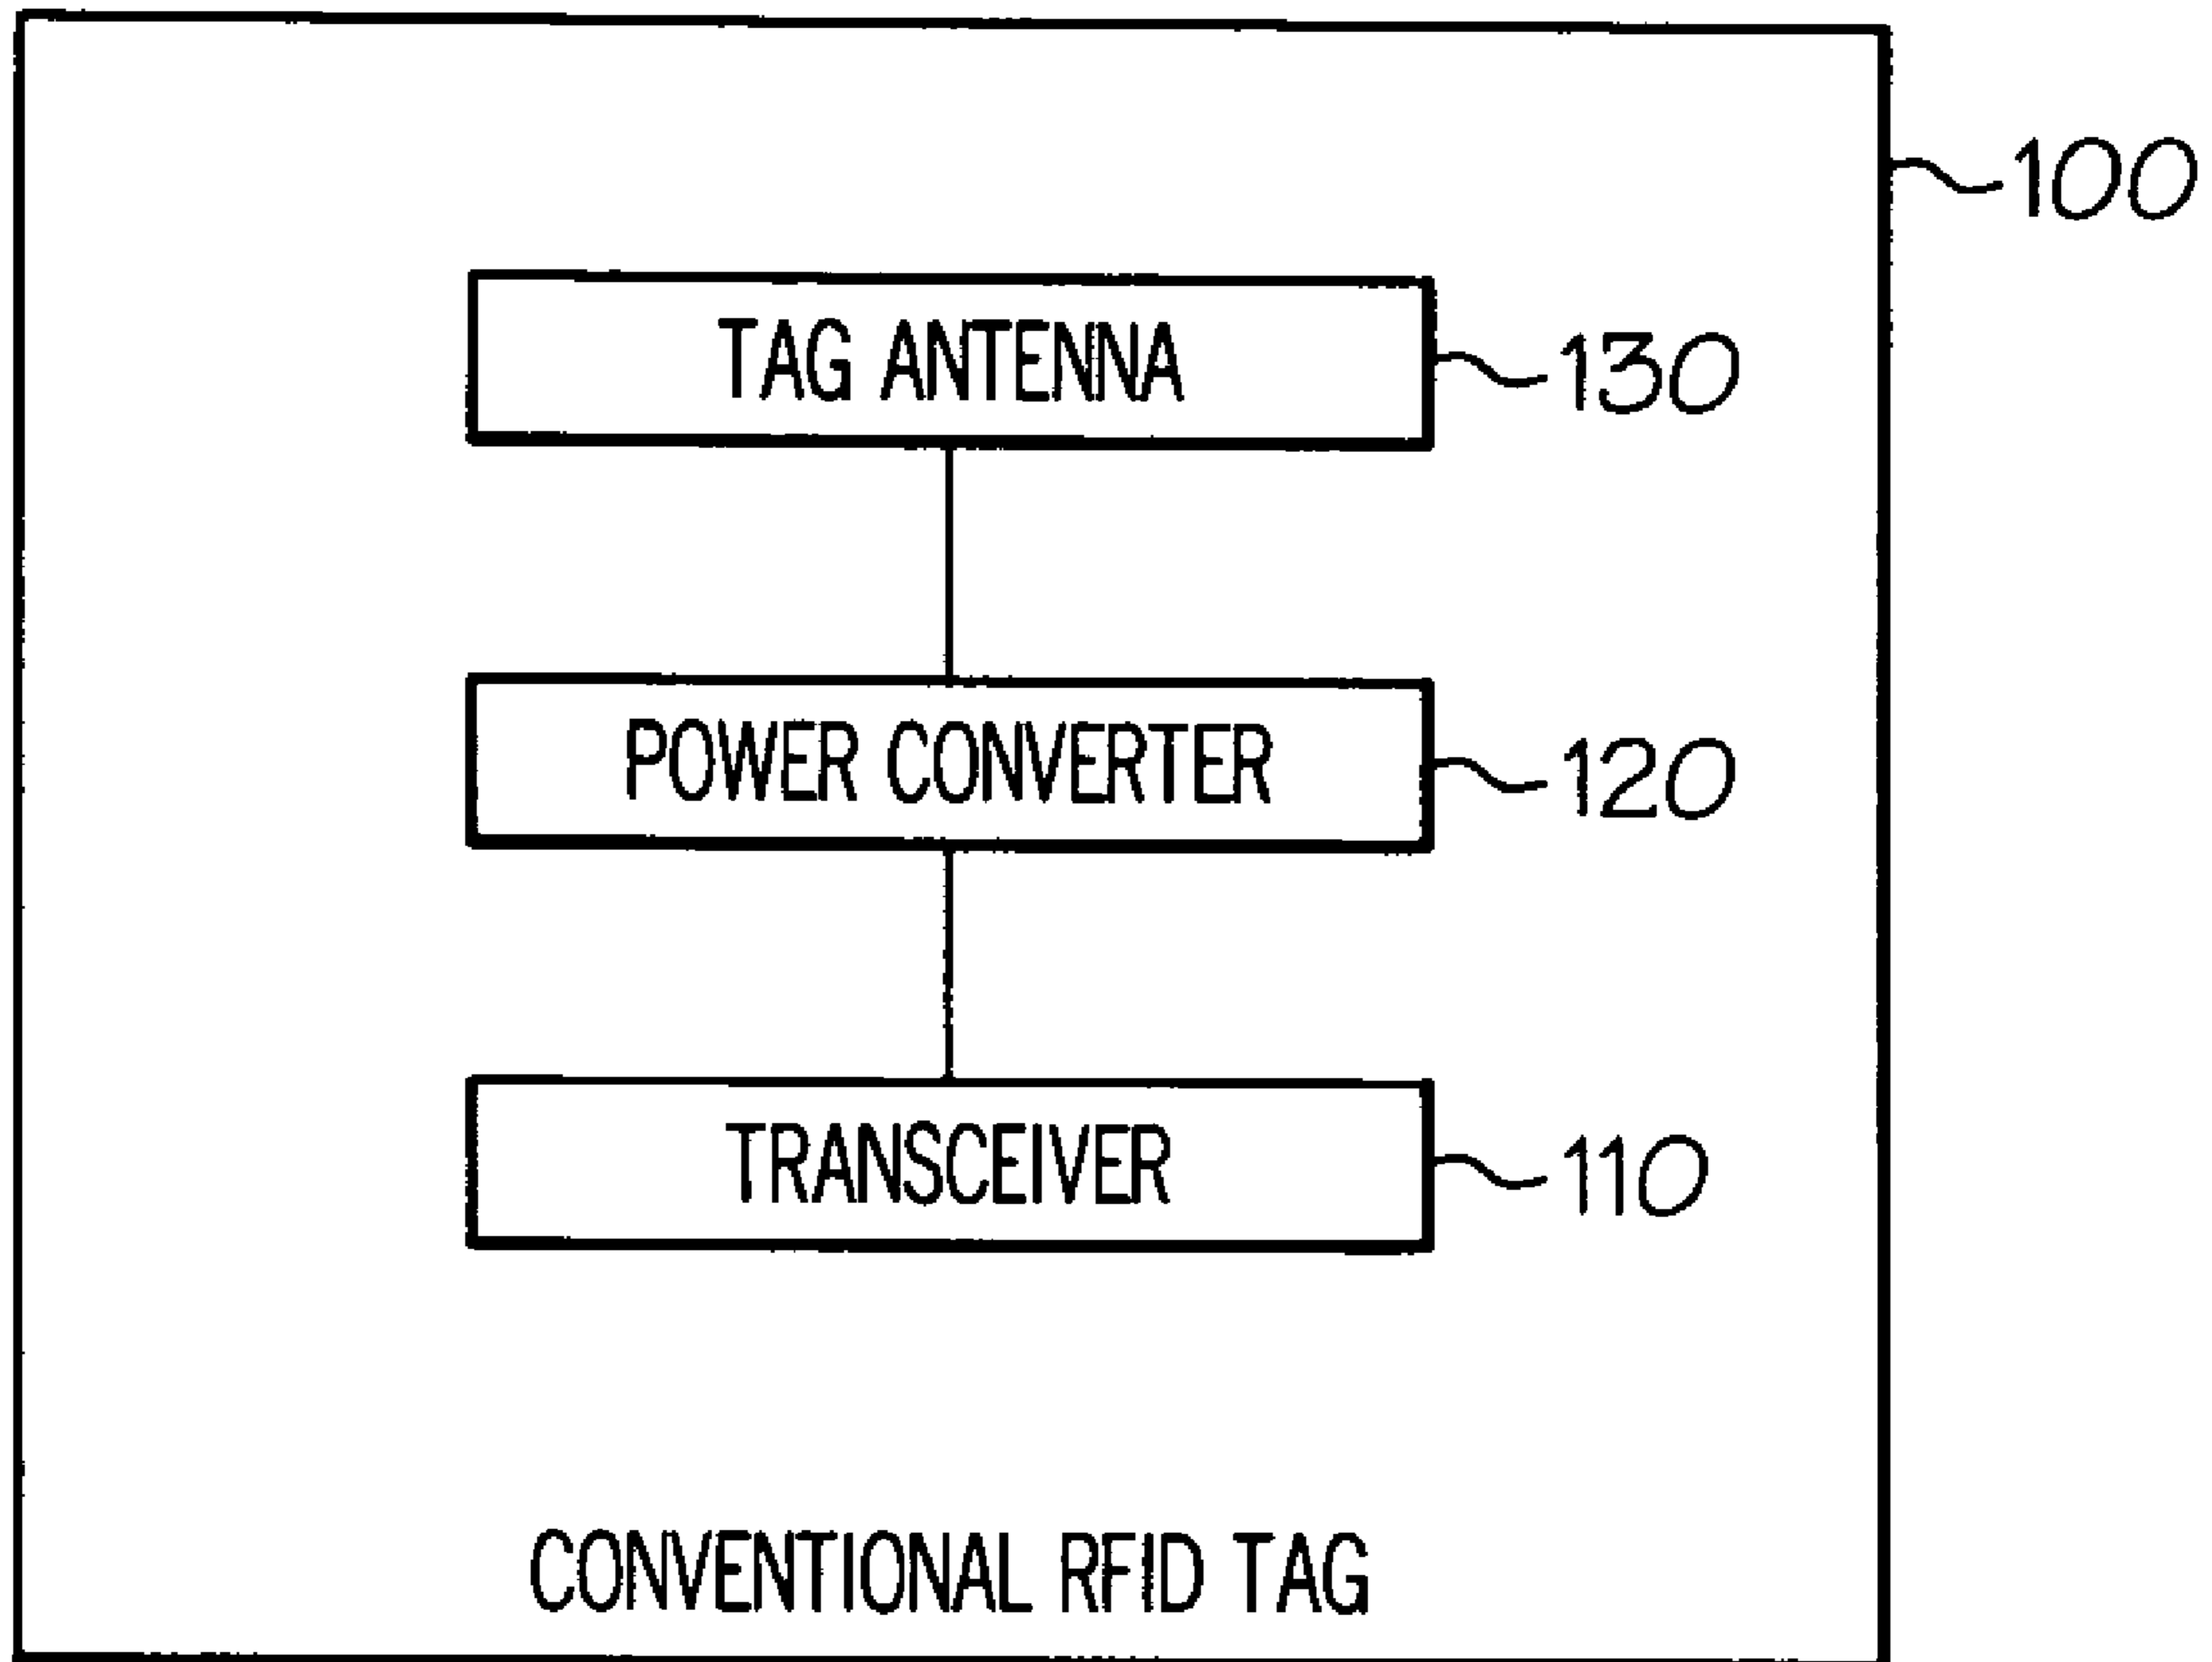 100
TAG ANTENNA 130
POWER CONVERTER 120
TRANSCEIVER 110
CONVENTIONAL RFID TAG